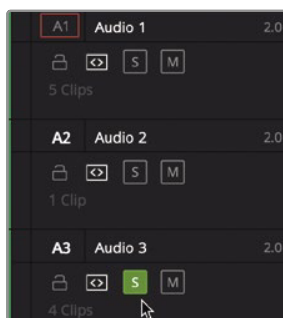 A1 Audio 1 2.0
S M
5 Clips
A2 Audio 2 2.0
S M
1 Clip
A3 Audio 3 2.0
S M
4 Clips